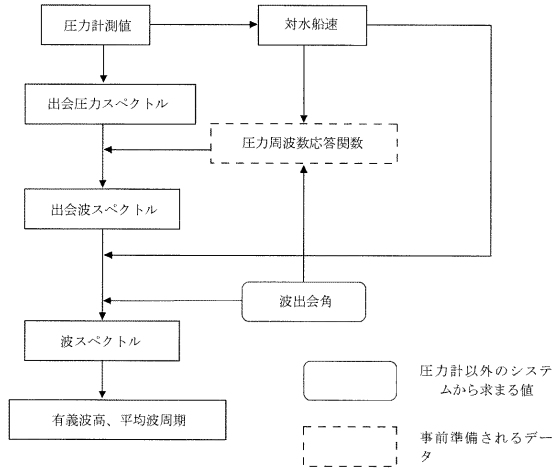 圧力計測値
対水船速
出会圧力スペクトル
圧力周波数応答関数
出会波スペクトル
波出会角
波スペクトル
有義波高、平均波周期
圧力計以外のシステ
ムから求まる値
事前準備されるデー
タ